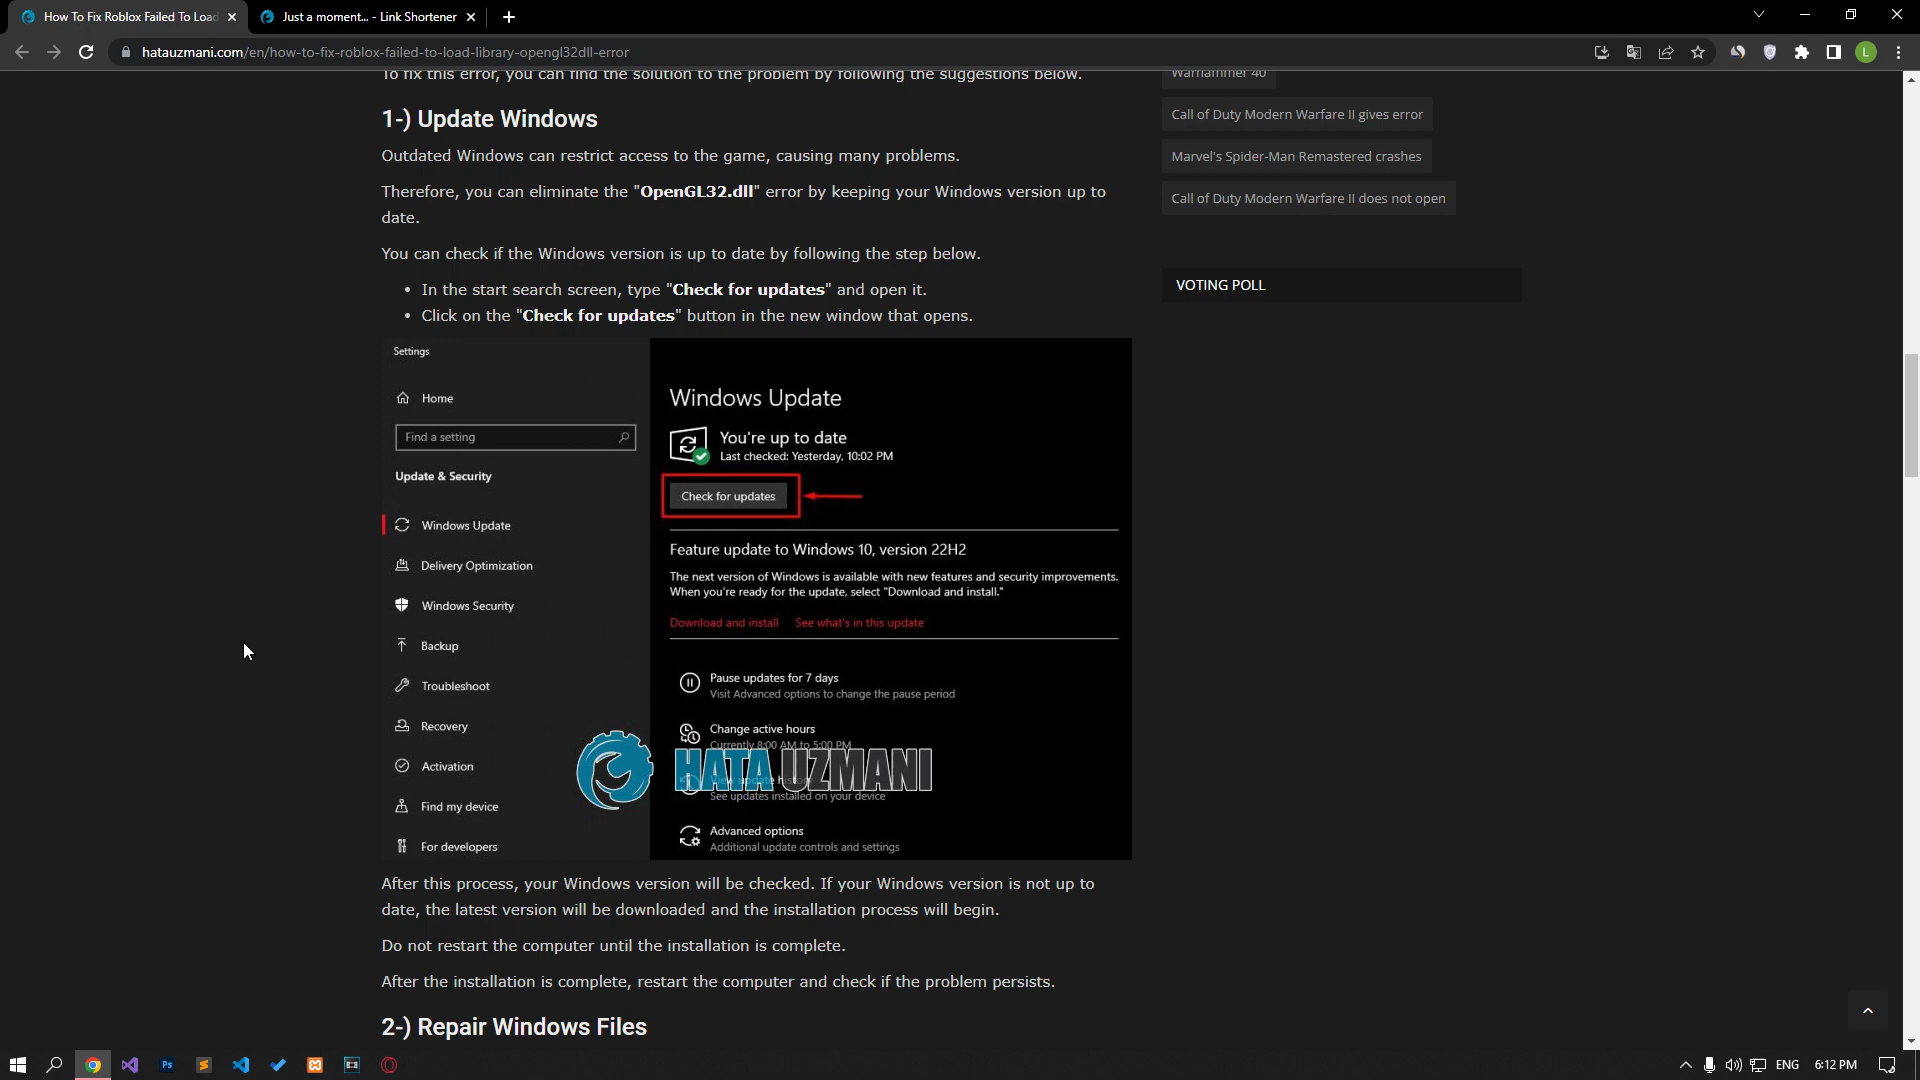 How To Fix Roblox Failed To Load
Just a moment... - Link Shortener
hatauzmani.com/en/how-to-fix-roblox-failed-to-load-library-opengl32dll-error
L
To fix this error, you can find the solution to the problem by following the suggestions below.
1-) Update Windows
Outdated Windows can restrict access to the game, causing many problems.
Therefore, you can eliminate the "OpenGL32.dll" error by keeping your Windows version up to
date.
You can check if the Windows version is up to date by following the step below.
• In the start search screen, type "Check for updates" and open it.
• Click on the "Check for updates" button in the new window that opens.
Settings
Home
Find a setting
Update & Security
Windows Update
Delivery Optimization
Windows Security
Backup
Troubleshoot
Recovery
Activation
Find my device
For developers
Windows Update
You're up to date
Last checked: Yesterday, 10:02 PM
Check for updates
Feature update to Windows 10, version 22H2
The next version of Windows is available with new features and security improvements.
When you're ready for the update, select "Download and install."
Download and install See what's in this update
Pause updates for 7 days
Visit Advanced options to change the pause period
Change active hours
Currently 8:00 AM to 5:00 PM
HATA UZMANI
View update history
See updates installed on your device
Advanced options
Additional update controls and settings
After this process, your Windows version will be checked. If your Windows version is not up to
date, the latest version will be downloaded and the installation process will begin.
Do not restart the computer until the installation is complete.
After the installation is complete, restart the computer and check if the problem persists.
2-) Repair Windows Files
Warhammer 40
Call of Duty Modern Warfare II gives error
Marvel's Spider-Man Remastered crashes
Call of Duty Modern Warfare II does not open
VOTING POLL
Ps
ENG
6:12 PM